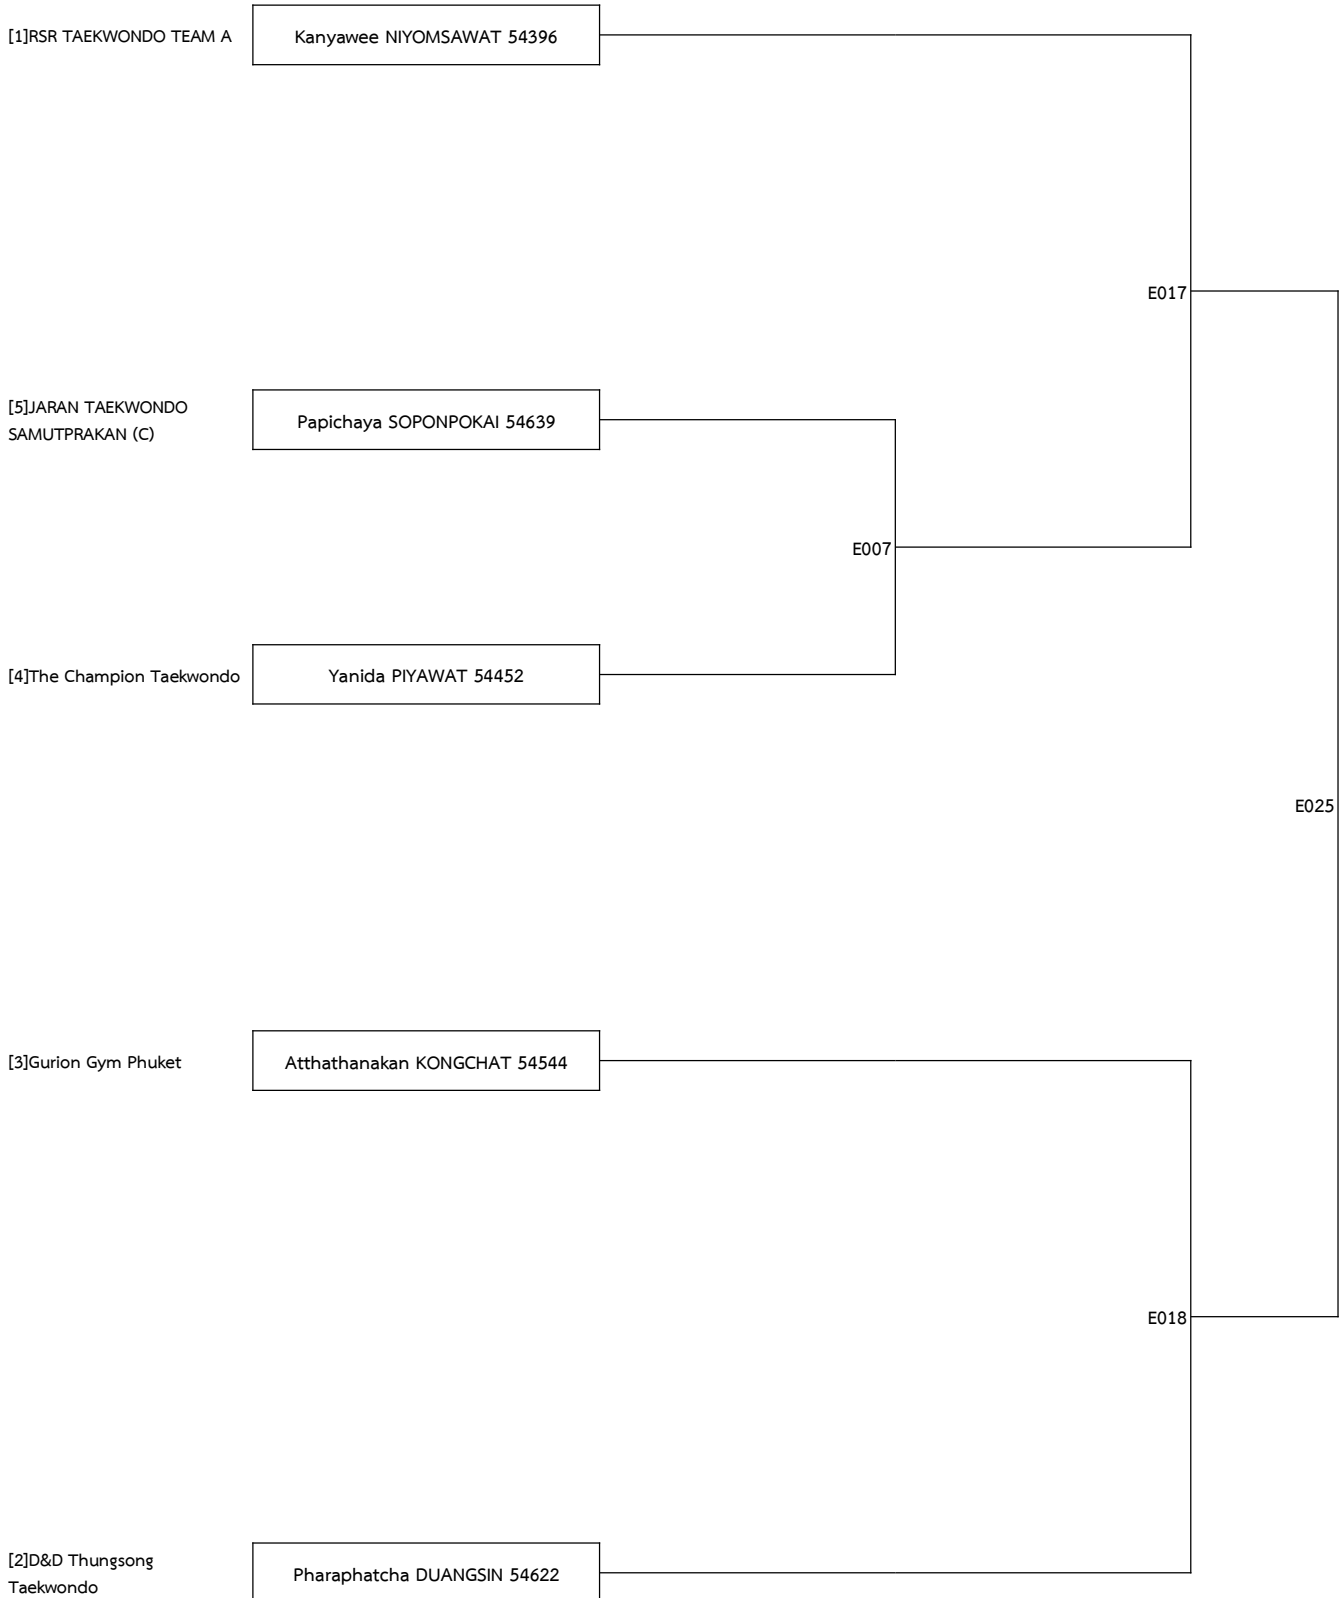 [1]RSR TAEKWONDO TEAM A
Kanyawee NIYOMSAWAT 54396
E017
[5]JARAN TAEKWONDO
SAMUTPRAKAN (C)
Papichaya SOPONPOKAI 54639
E007
[4]The Champion Taekwondo
Yanida PIYAWAT 54452
E025
[3]Gurion Gym Phuket
Atthathanakan KONGCHAT 54544
E018
[2]D&D Thungsong
Taekwondo
Pharaphatcha DUANGSIN 54622